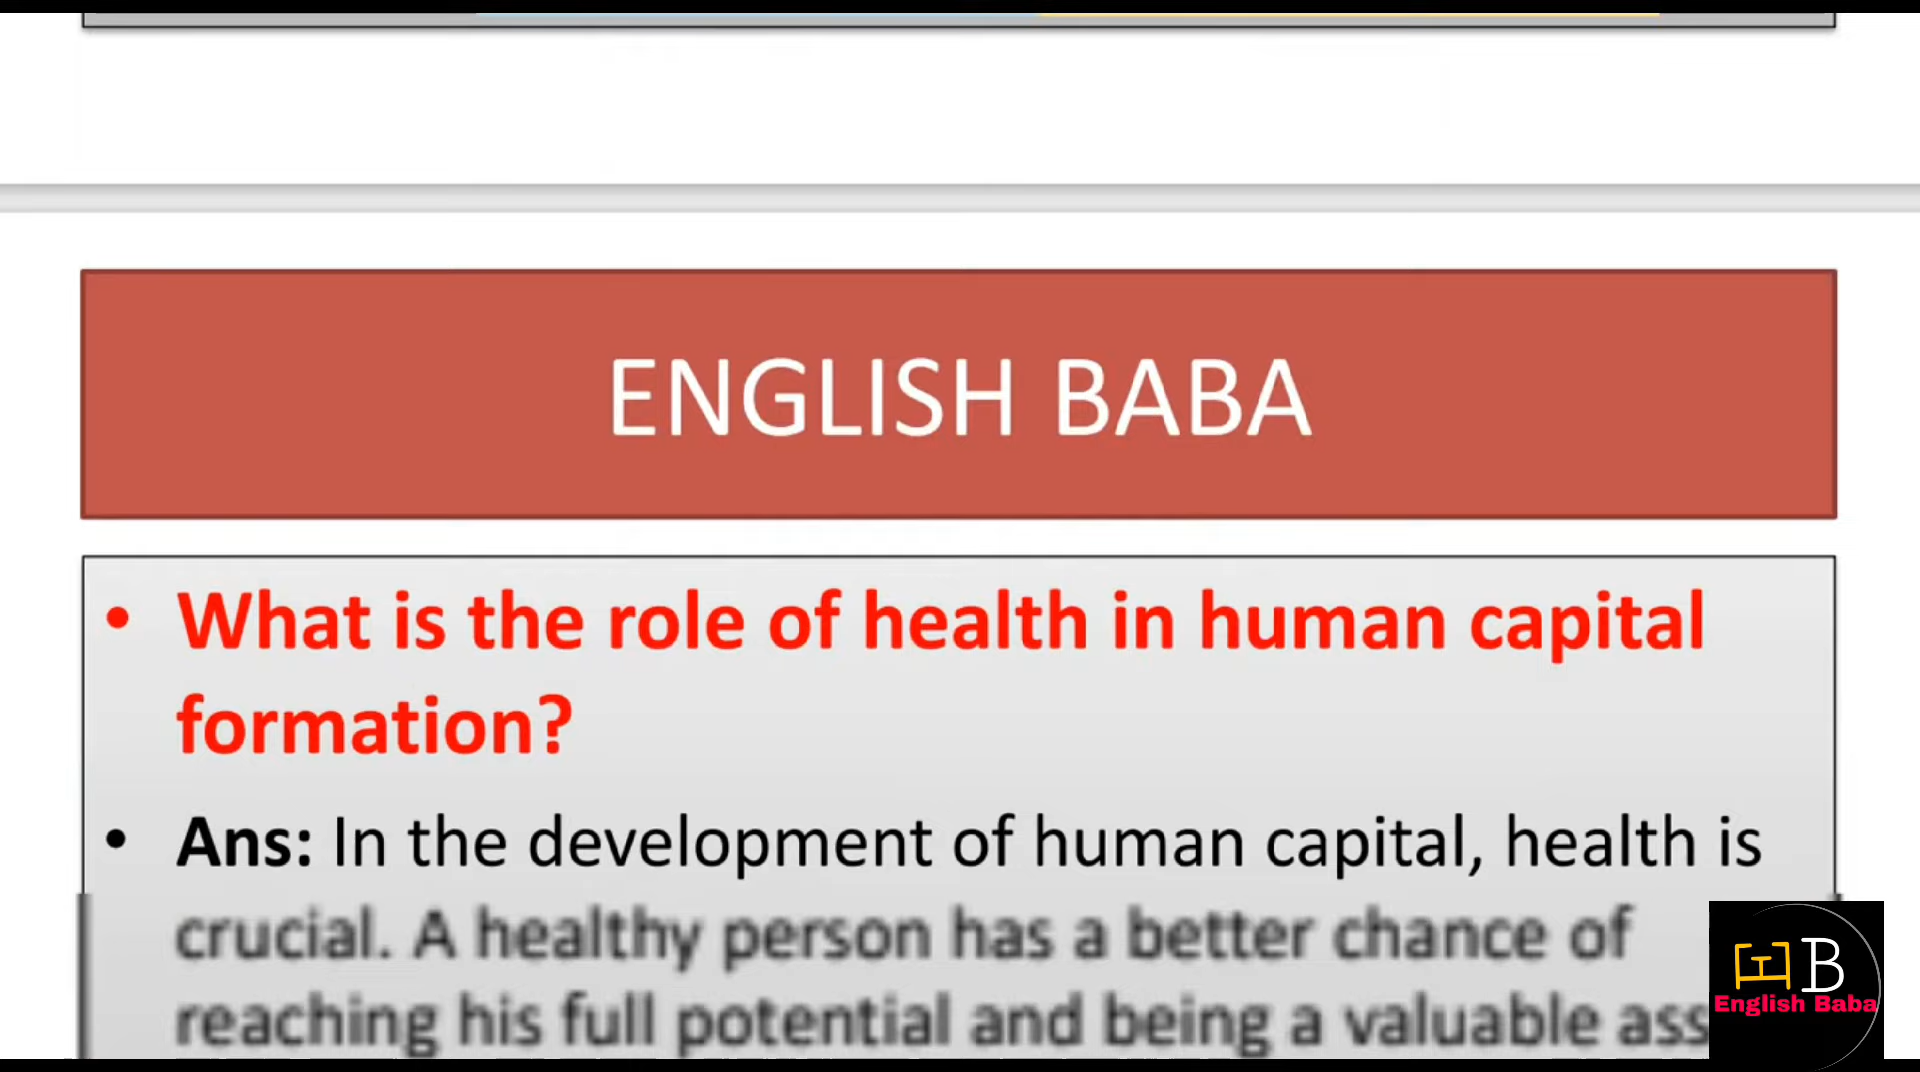 ENGLISH BABA
• What is the role of health in human capital
formation?
• Ans: In the development of human capital, health is
crucial. A healthy person has a better chance of
reaching his full potential and being a valuable ass
B
English Baba